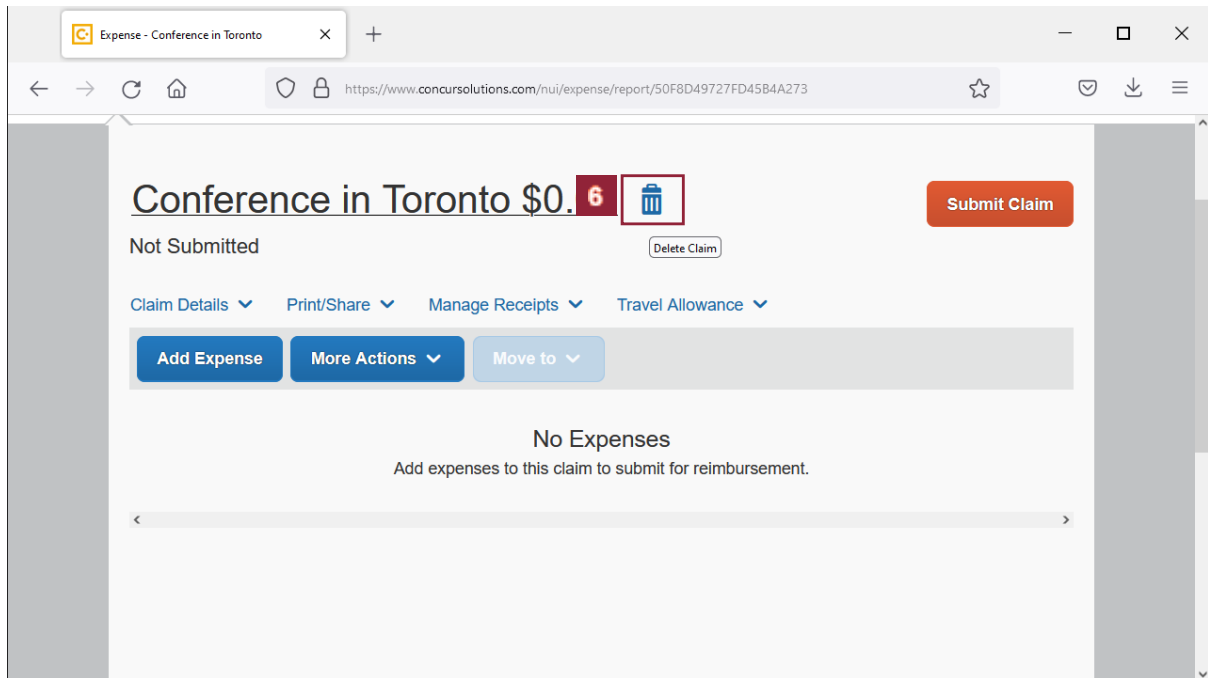 Expense - Conference in Toronto
https://www.concursolutions.com/nui/expense/report/50F8D49727FD45B4A273
Conference in Toronto $0. 6
Submit Claim
Not Submitted
Delete Claim
Claim Details Print/Share Manage Receipts Travel Allowance
Add Expense More Actions Move to
No Expenses
Add expenses to this claim to submit for reimbursement.